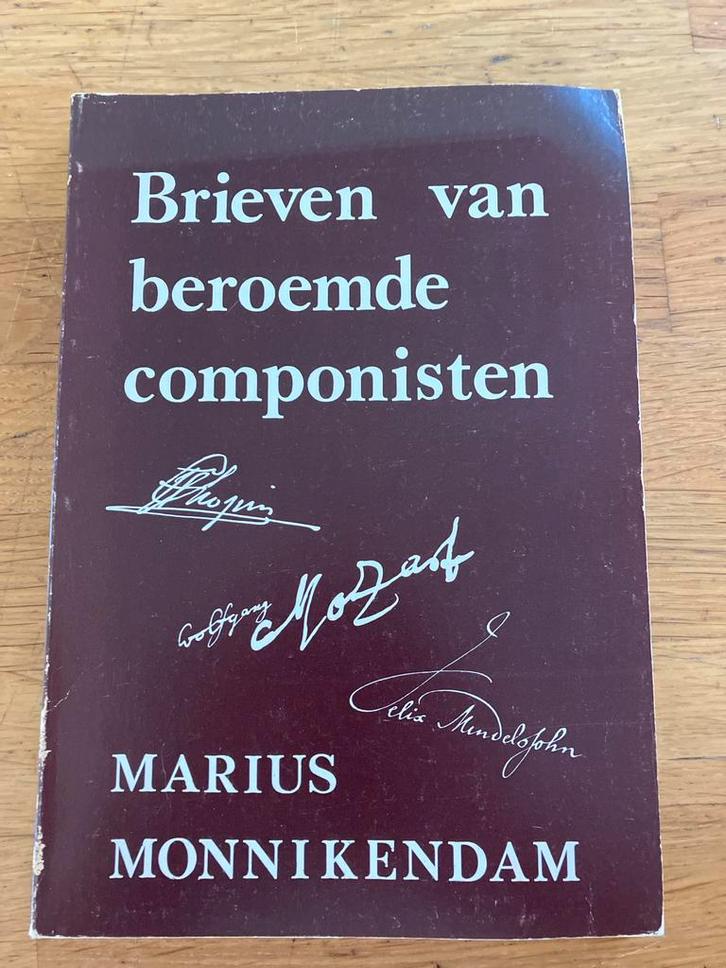 Brieven van
beroemde
componisten
Chopin
Wolfgang Mozart
Felix Mendelssohn
MARIUS
MONNIKENDAM